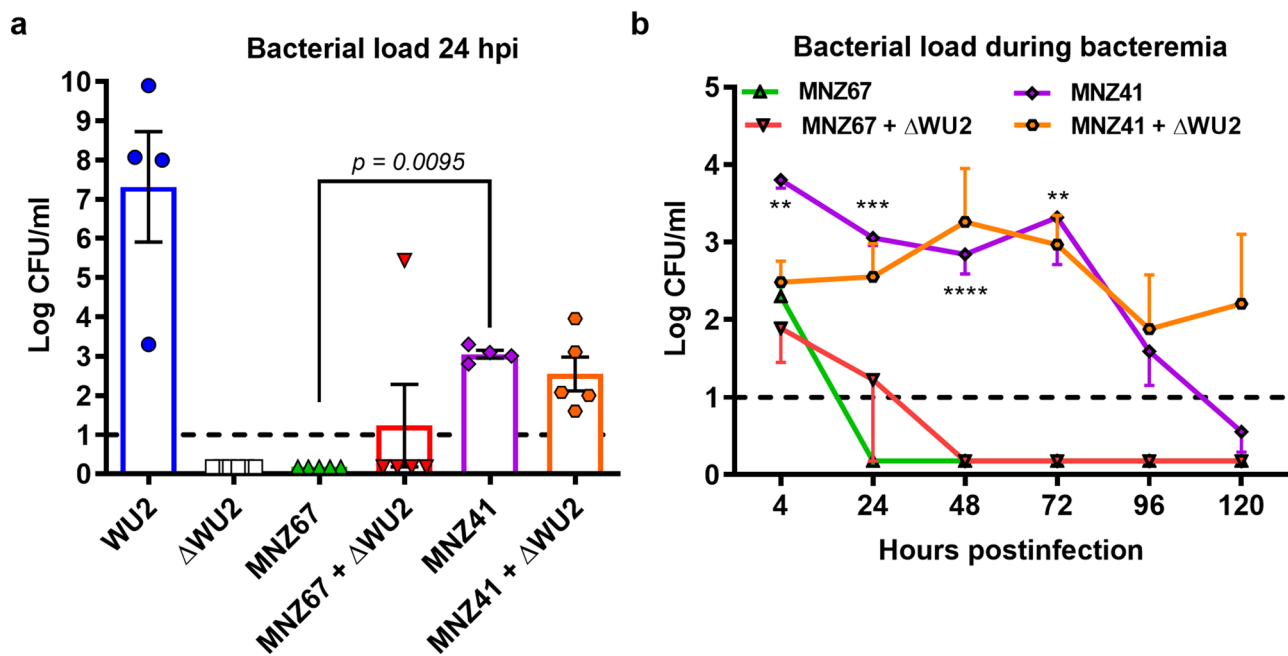 a
Bacterial load 24 hpi
Log CFU/ml
10
9
8
7
6
5
4
3
2
1
0
p = 0.0095
WU2
ΔWU2
MNZ67
MNZ67 + ΔWU2
MNZ41
MNZ41 + ΔWU2
b
Bacterial load during bacteremia
MNZ67
MNZ41
MNZ67 + ΔWU2
MNZ41 + ΔWU2
Log CFU/ml
5
4
3
2
1
0
**
***
****
**
4 24 48 72 96 120
Hours postinfection